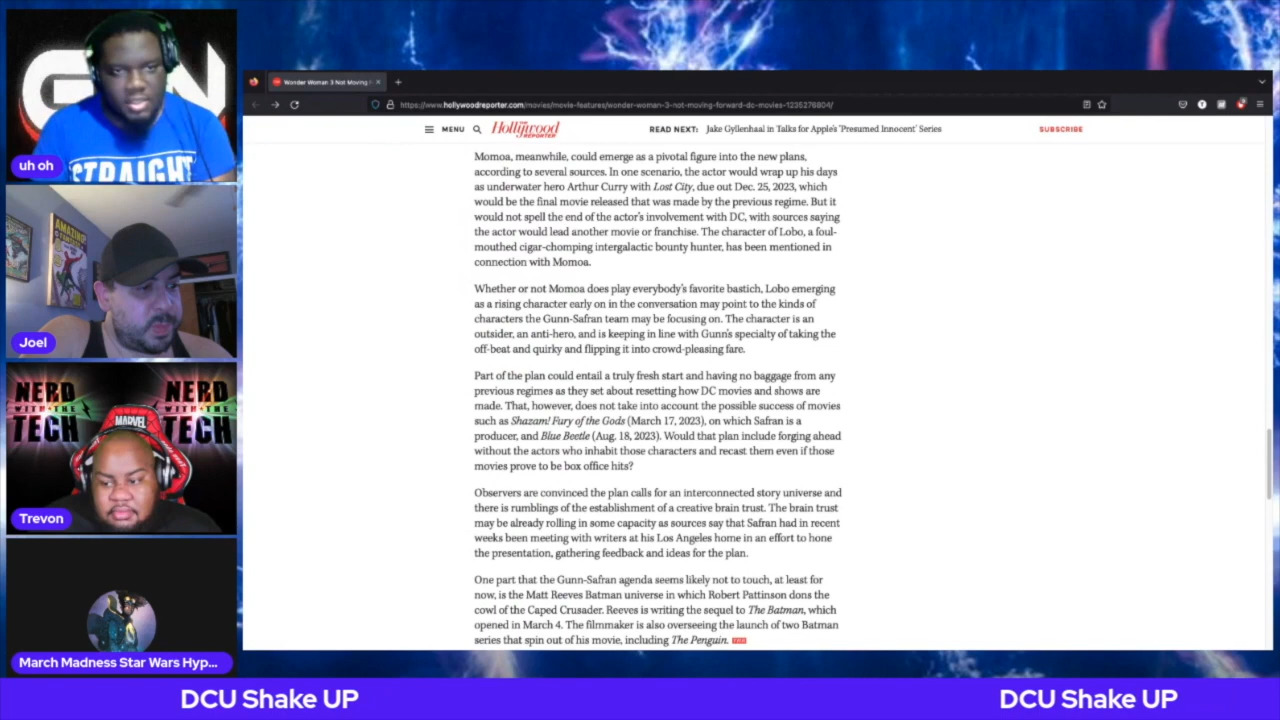 GEN
STRAIGHT
uh oh
AMAZING
Joel
NERD
WITH THE
TECH
NERD
WITH THE
TECH
MARVEL
Trevon
March Madness Star Wars Hyp...
Wonder Woman 3 Not Moving
https://www.hollywoodreporter.com/movies/movie-features/wonder-woman-3-not-moving-forward-dc-movies-1235276804/
MENU
Hollywood
REPORTER
READ NEXT: Jake Gyllenhaal in Talks for Apple's 'Presumed Innocent' Series
SUBSCRIBE
Momoa, meanwhile, could emerge as a pivotal figure into the new plans,
according to several sources. In one scenario, the actor would wrap up his days
as underwater hero Arthur Curry with Lost City, due out Dec. 25, 2023, which
would be the final movie released that was made by the previous regime. But it
would not spell the end of the actor's involvement with DC, with sources saying
the actor would lead another movie or franchise. The character of Lobo, a foul-
mouthed cigar-chomping intergalactic bounty hunter, has been mentioned in
connection with Momoa.
Whether or not Momoa does play everybody's favorite bastich, Lobo emerging
as a rising character early on in the conversation may point to the kinds of
characters the Gunn-Safran team may be focusing on. The character is an
outsider, an anti-hero, and is keeping in line with Gunn's specialty of taking the
off-beat and quirky and flipping it into crowd-pleasing fare.
Part of the plan could entail a truly fresh start and having no baggage from any
previous regimes as they set about resetting how DC movies and shows are
made. That, however, does not take into account the possible success of movies
such as Shazam! Fury of the Gods (March 17, 2023), on which Safran is a
producer, and Blue Beetle (Aug. 18, 2023). Would that plan include forging ahead
without the actors who inhabit those characters and recast them even if those
movies prove to be box office hits?
Observers are convinced the plan calls for an interconnected story universe and
there is rumblings of the establishment of a creative brain trust. The brain trust
may be already rolling in some capacity as sources say that Safran had in recent
weeks been meeting with writers at his Los Angeles home in an effort to hone
the presentation, gathering feedback and ideas for the plan.
One part that the Gunn-Safran agenda seems likely not to touch, at least for
now, is the Matt Reeves Batman universe in which Robert Pattinson dons the
cowl of the Caped Crusader. Reeves is writing the sequel to The Batman, which
opened in March 4. The filmmaker is also overseeing the launch of two Batman
series that spin out of his movie, including The Penguin. THR
DCU Shake UP
DCU Shake UP